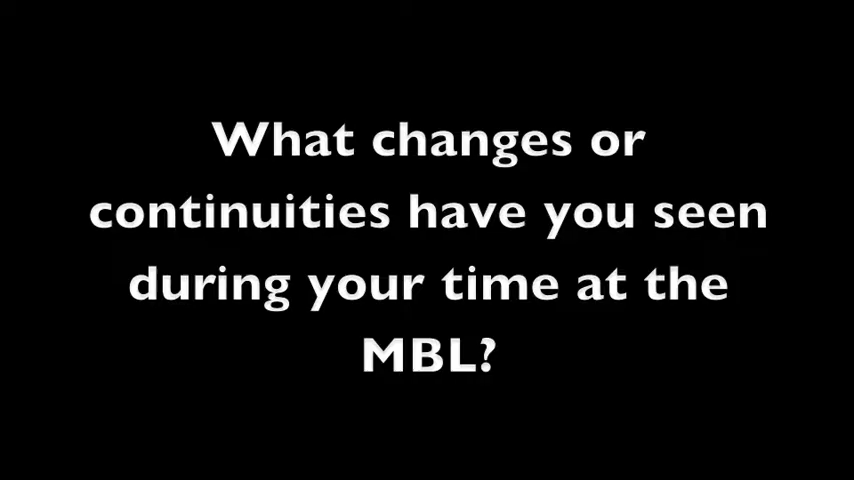 What changes or
continuities have you seen
during your time at the
MBL?